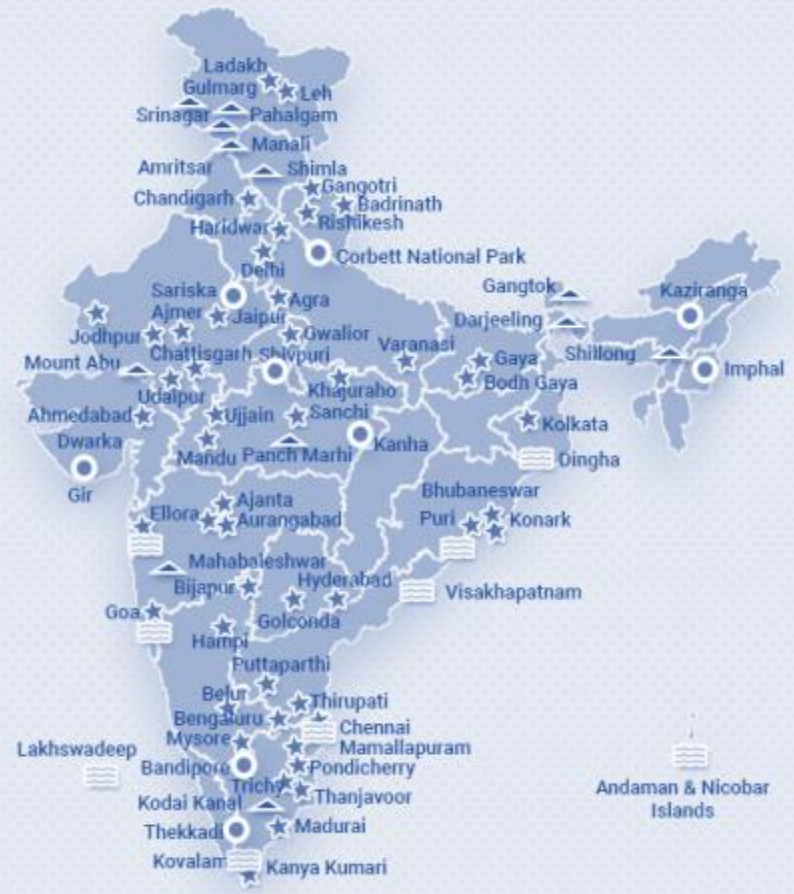 Ladakh
Gulmarg
Leh
Srinagar
Pahalgam
Manali
Amritsar
Shimla
Gangotri
Chandigarh
Badrinath
Rishikesh
Haridwar
Corbett National Park
Delhi
Gangtok
Sariska
Kaziranga
Agra
Ajmer
Jaipur
Darjeeling
Jodhpur
Gwalior
Varanasi
Chattisgarh
Shivpuri
Gaya
Shillong
Mount Abu
Imphal
Bodh Gaya
Khajuraho
Udaipur
Ahmedabad
Ujjain
Sanchi
Kolkata
Dwarka
Kanha
Mandu
Panch Marhi
Dingha
Gir
Bhubaneswar
Ajanta
Ellora
Aurangabad
Puri
Konark
Mahabaleshwar
Hyderabad
Bijapur
Visakhapatnam
Goa
Golconda
Hampi
Puttaparthi
Belur
Thirupati
Bengaluru
Chennai
Mysore
Mamallapuram
Lakhswadeep
Bandipore
Pondicherry
Trichy
Thanjavoor
Andaman & Nicobar
Islands
Kodai Kanal
Thekkadi
Madurai
Kovalam
Kanya Kumari